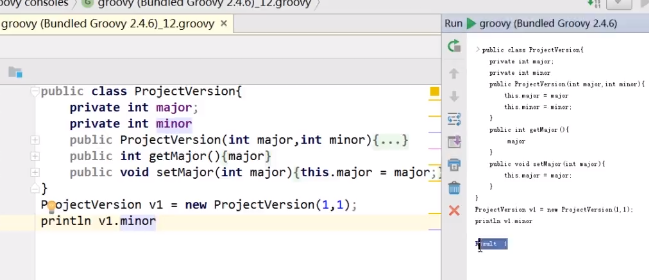 oovy consoles
groovy (Bundled Groovy 2.4.6)_12.groovy
groovy (Bundled Groovy 2.4.6)_12.groovy ×
public class ProjectVersion{
private int major;
private int minor
public ProjectVersion(int major,int minor){...}
public int getMajor(){major}
public void setMajor(int major){this.major = major;}
}
ProjectVersion v1 = new ProjectVersion(1,1);
println v1.minor
Run groovy (Bundled Groovy 2.4.6)
> public class ProjectVersion{
private int major;
private int minor
public ProjectVersion(int major,int minor){
this.major = major
this.minor = minor;
}
public int getMajor(){
major
}
public void setMajor(int major){
this.major = major;
}
}
ProjectVersion v1 = new ProjectVersion(1,1);
println v1.minor